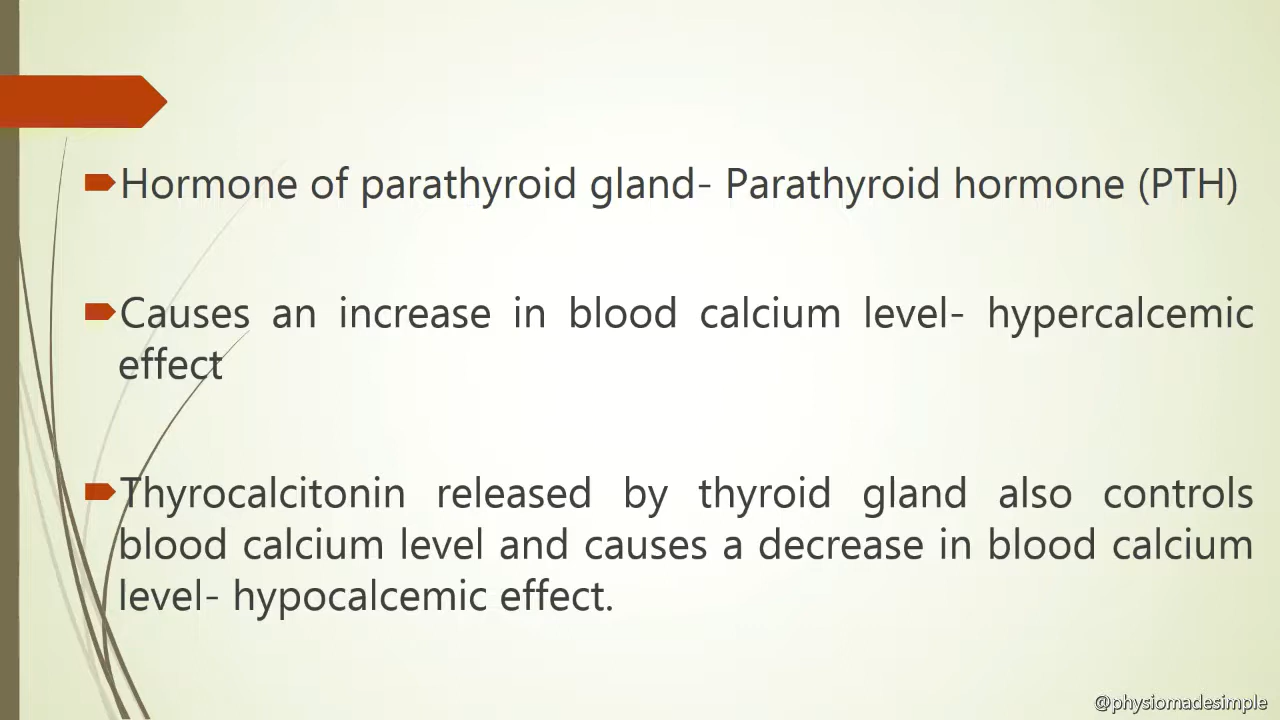 Hormone of parathyroid gland- Parathyroid hormone (PTH)
Causes an increase in blood calcium level- hypercalcemic
effect
Thyrocalcitonin released by thyroid gland also controls
blood calcium level and causes a decrease in blood calcium
level- hypocalcemic effect.
@physiomadesimple